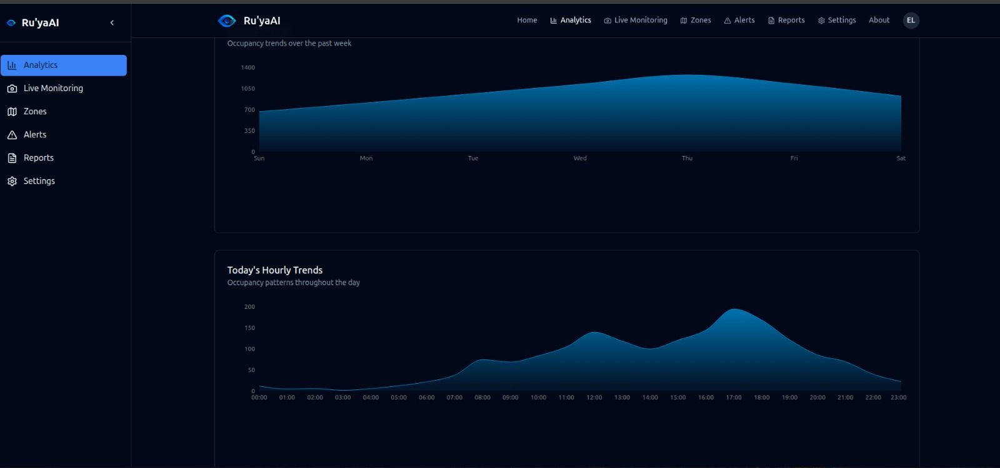 Ru'yaAI
Analytics
Live Monitoring
Zones
Alerts
Reports
Settings
Ru'yaAI
Home Analytics Live Monitoring Zones Alerts Reports Settings About EL
Occupancy trends over the past week
1400
1050
700
350
0
Sun Mon Tue Wed Thu Fri Sat
Today's Hourly Trends
Occupancy patterns throughout the day
200
150
100
50
0
00:00 01:00 02:00 03:00 04:00 05:00 06:00 07:00 08:00 09:00 10:00 11:00 12:00 13:00 14:00 15:00 16:00 17:00 18:00 19:00 20:00 21:00 22:00 23:00